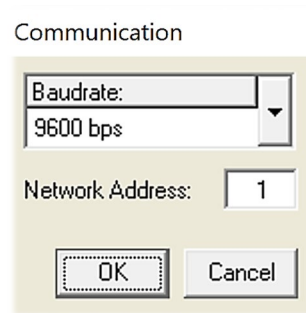 Communication
Baudrate:
9600 bps
Network Address: 1
OK Cancel